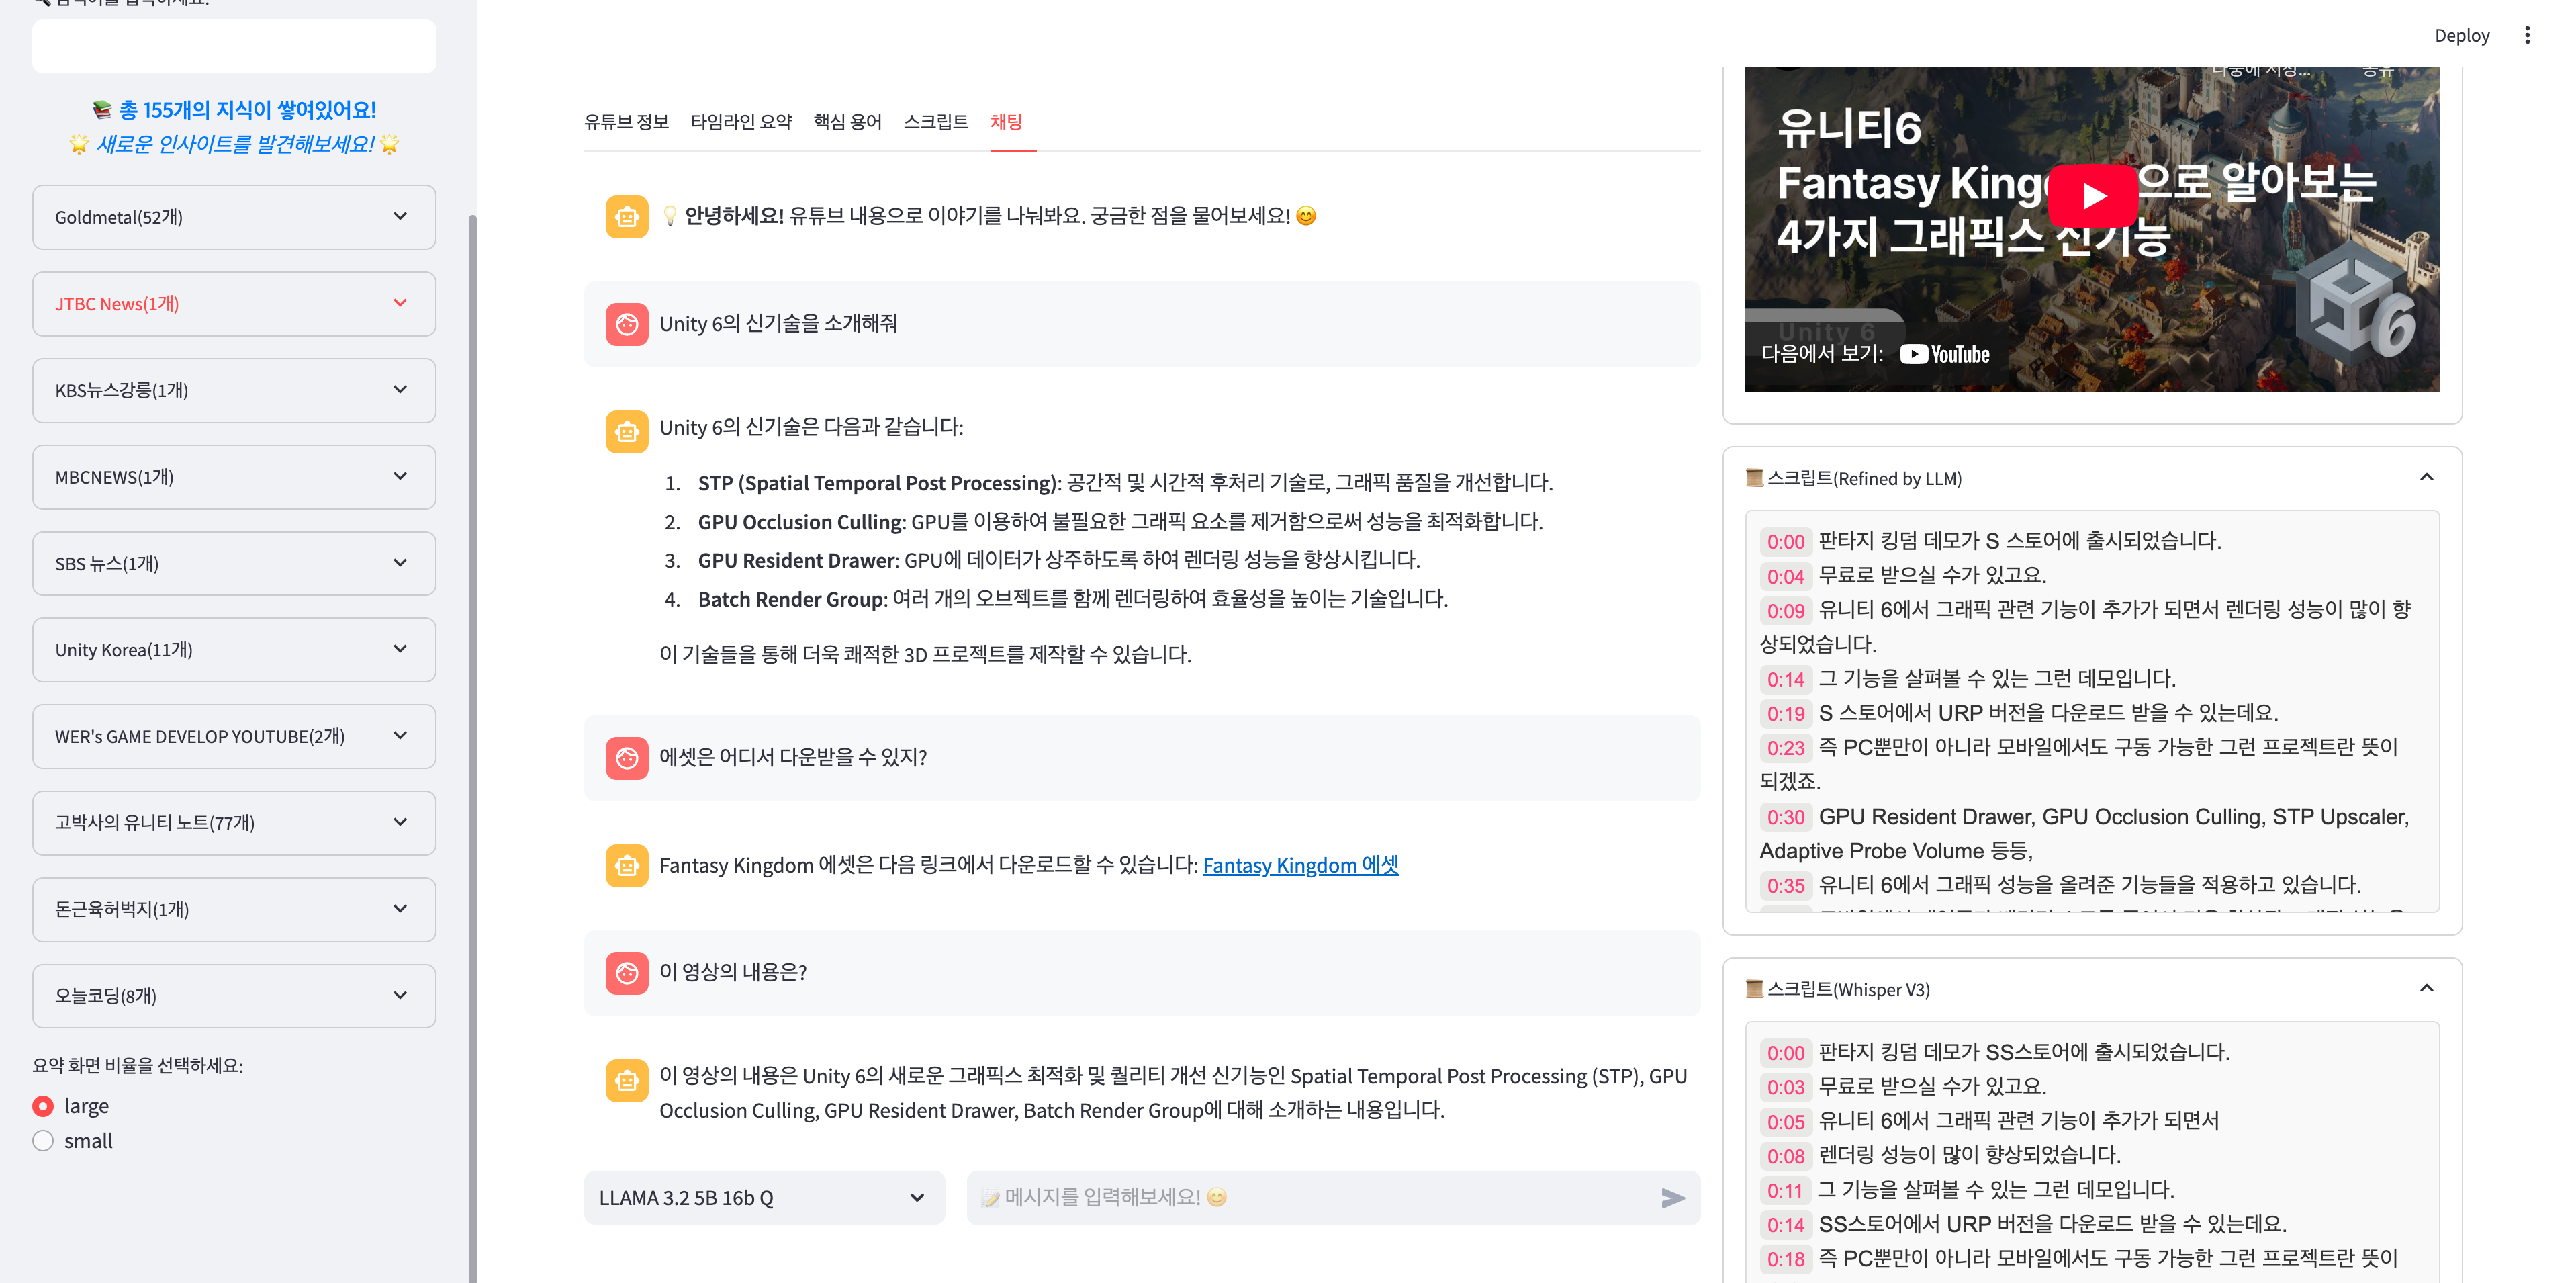 검색어를 입력하세요:
📚 총 155개의 지식이 쌓여있어요!
🌟 새로운 인사이트를 발견해보세요! 🌟
Goldmetal(52개)
JTBC News(1개)
KBS뉴스강릉(1개)
MBCNEWS(1개)
SBS 뉴스(1개)
Unity Korea(11개)
WER's GAME DEVELOP YOUTUBE(2개)
고박사의 유니티 노트(77개)
돈근육허벅지(1개)
오늘코딩(8개)
요약 화면 비율을 선택하세요:
large
small
Deploy
유튜브 정보 타임라인 요약 핵심 용어 스크립트 채팅
💡 안녕하세요! 유튜브 내용으로 이야기를 나눠봐요. 궁금한 점을 물어보세요! 😊
Unity 6의 신기술을 소개해줘
Unity 6의 신기술은 다음과 같습니다:
1. STP (Spatial Temporal Post Processing): 공간적 및 시간적 후처리 기술로, 그래픽 품질을 개선합니다.
2. GPU Occlusion Culling: GPU를 이용하여 불필요한 그래픽 요소를 제거함으로써 성능을 최적화합니다.
3. GPU Resident Drawer: GPU에 데이터가 상주하도록 하여 렌더링 성능을 향상시킵니다.
4. Batch Render Group: 여러 개의 오브젝트를 함께 렌더링하여 효율성을 높이는 기술입니다.
이 기술들을 통해 더욱 쾌적한 3D 프로젝트를 제작할 수 있습니다.
에셋은 어디서 다운받을 수 있지?
Fantasy Kingdom 에셋은 다음 링크에서 다운로드할 수 있습니다: Fantasy Kingdom 에셋
이 영상의 내용은?
이 영상의 내용은 Unity 6의 새로운 그래픽스 최적화 및 퀄리티 개선 신기능인 Spatial Temporal Post Processing (STP), GPU
Occlusion Culling, GPU Resident Drawer, Batch Render Group에 대해 소개하는 내용입니다.
LLAMA 3.2 5B 16b Q
📝 메시지를 입력해보세요! 😊
나중에 시청... 공유
유니티6
Fantasy King 으로 알아보는
4가지 그래픽스 신기능
Unity 6
6
다음에서 보기: YouTube
📜 스크립트(Refined by LLM)
0:00 판타지 킹덤 데모가 S 스토어에 출시되었습니다.
0:04 무료로 받으실 수가 있고요.
0:09 유니티 6에서 그래픽 관련 기능이 추가가 되면서 렌더링 성능이 많이 향
상되었습니다.
0:14 그 기능을 살펴볼 수 있는 그런 데모입니다.
0:19 S 스토어에서 URP 버전을 다운로드 받을 수 있는데요.
0:23 즉 PC뿐만이 아니라 모바일에서도 구동 가능한 그런 프로젝트란 뜻이
되겠죠.
0:30 GPU Resident Drawer, GPU Occlusion Culling, STP Upscaler,
Adaptive Probe Volume 등등,
0:35 유니티 6에서 그래픽 성능을 올려준 기능들을 적용하고 있습니다.
📜 스크립트(Whisper V3)
0:00 판타지 킹덤 데모가 SS스토어에 출시되었습니다.
0:03 무료로 받으실 수가 있고요.
0:05 유니티 6에서 그래픽 관련 기능이 추가가 되면서
0:08 렌더링 성능이 많이 향상되었습니다.
0:11 그 기능을 살펴볼 수 있는 그런 데모입니다.
0:14 SS스토어에서 URP 버전을 다운로드 받을 수 있는데요.
0:18 즉 PC뿐만이 아니라 모바일에서도 구동 가능한 그런 프로젝트란 뜻이